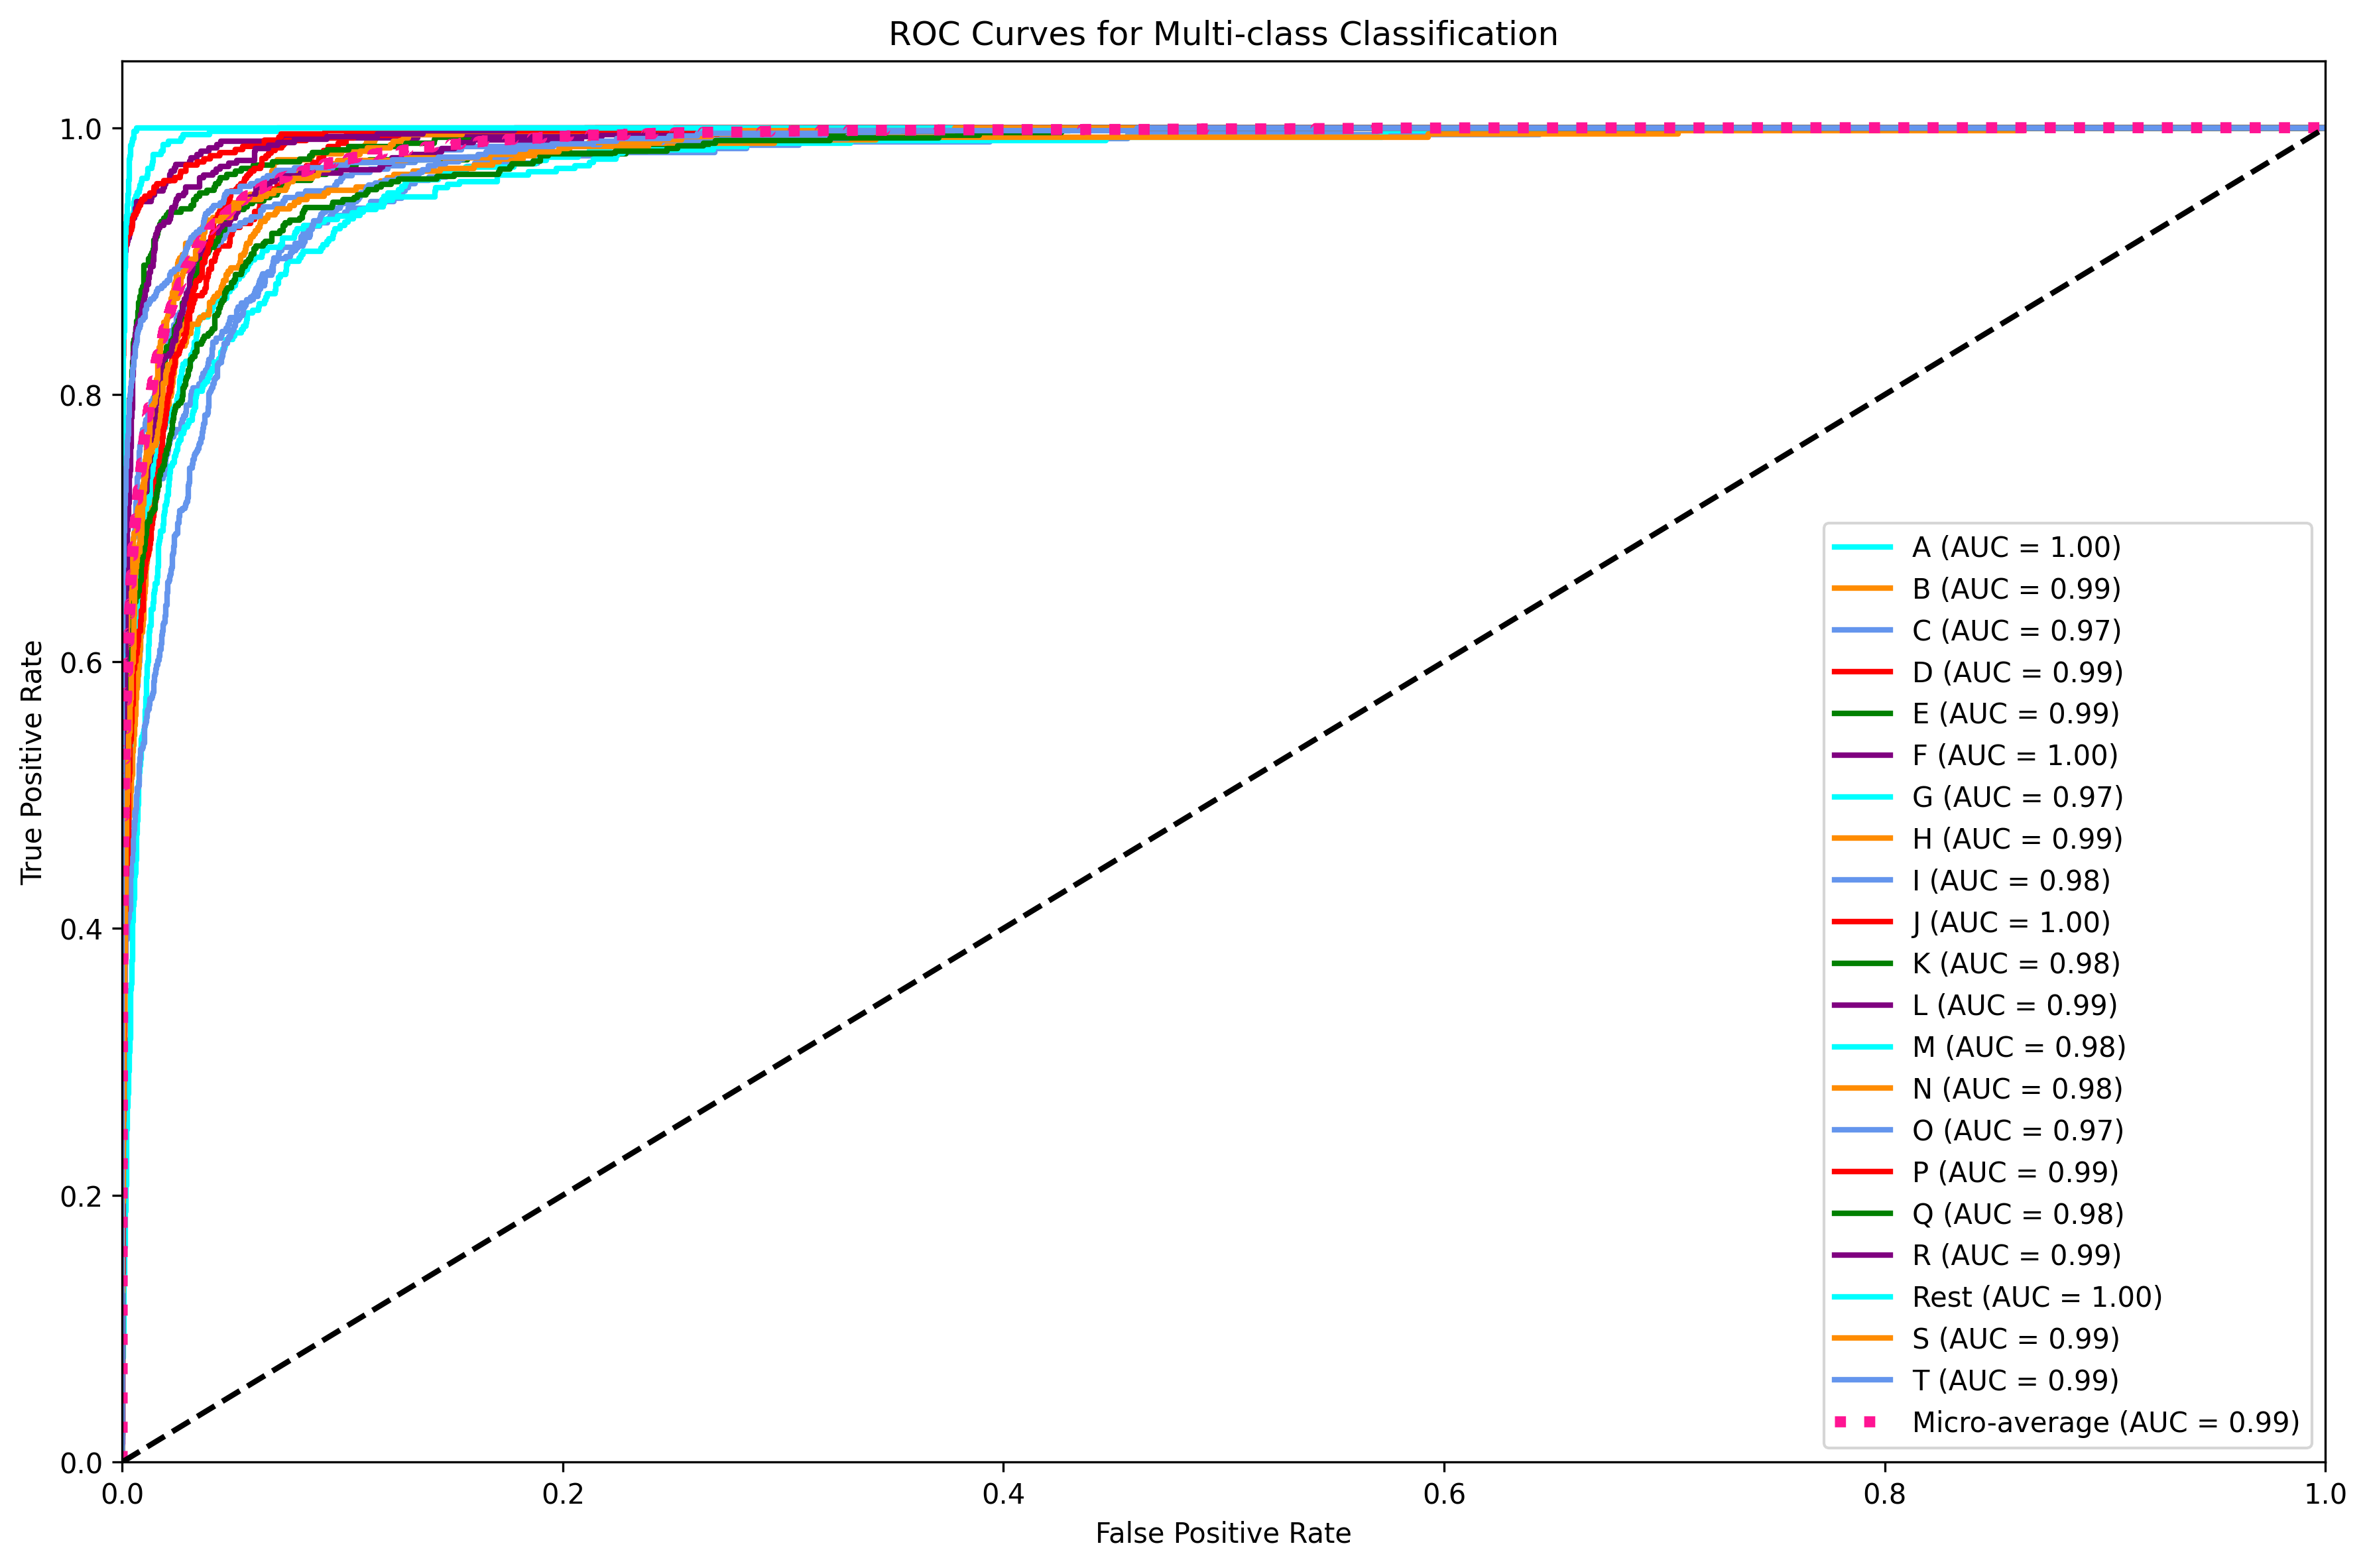 ROC Curves for Multi-class Classification
1.0
0.8
0.6
0.4
0.2
0.0
True Positive Rate
0.0 0.2 0.4 0.6 0.8 1.0
False Positive Rate
A (AUC = 1.00)
B (AUC = 0.99)
C (AUC = 0.97)
D (AUC = 0.99)
E (AUC = 0.99)
F (AUC = 1.00)
G (AUC = 0.97)
H (AUC = 0.99)
I (AUC = 0.98)
J (AUC = 1.00)
K (AUC = 0.98)
L (AUC = 0.99)
M (AUC = 0.98)
N (AUC = 0.98)
O (AUC = 0.97)
P (AUC = 0.99)
Q (AUC = 0.98)
R (AUC = 0.99)
Rest (AUC = 1.00)
S (AUC = 0.99)
T (AUC = 0.99)
Micro-average (AUC = 0.99)